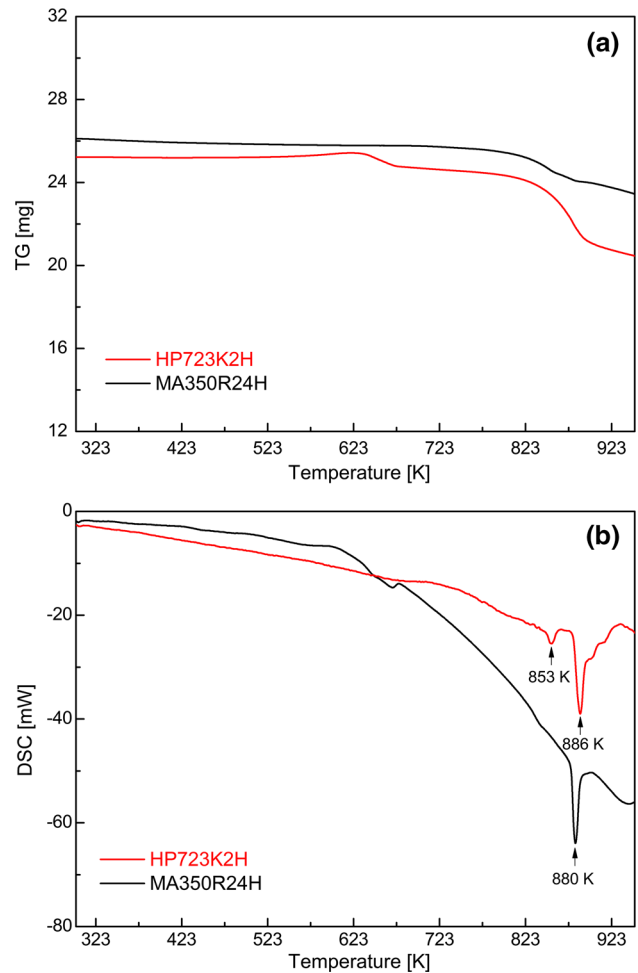 (a)
32
28
24
20
16
12
TG [mg]
HP723K2H
MA350R24H
323 423 523 623 723 823 923
Temperature [K]
(b)
0
-20
-40
-60
-80
DSC [mW]
853 K
886 K
880 K
HP723K2H
MA350R24H
323 423 523 623 723 823 923
Temperature [K]